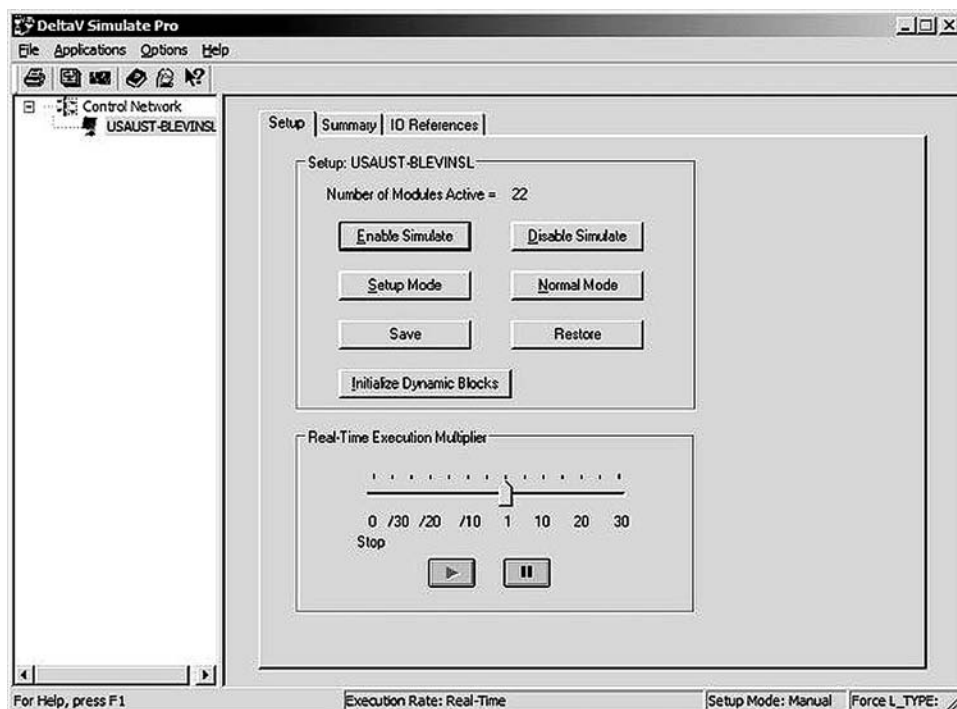 DeltaV Simulate Pro
File Applications Options Help
Control Network
USAUST-BLEVINSL
Setup Summary IO References
Setup: USAUST-BLEVINSL
Number of Modules Active = 22
Enable Simulate Disable Simulate
Setup Mode Normal Mode
Save Restore
Initialize Dynamic Blocks
Real-Time Execution Multiplier
0 /30 /20 /10 1 10 20 30
Stop
For Help, press F1 Execution Rate: Real-Time Setup Mode: Manual Force L_TYPE: